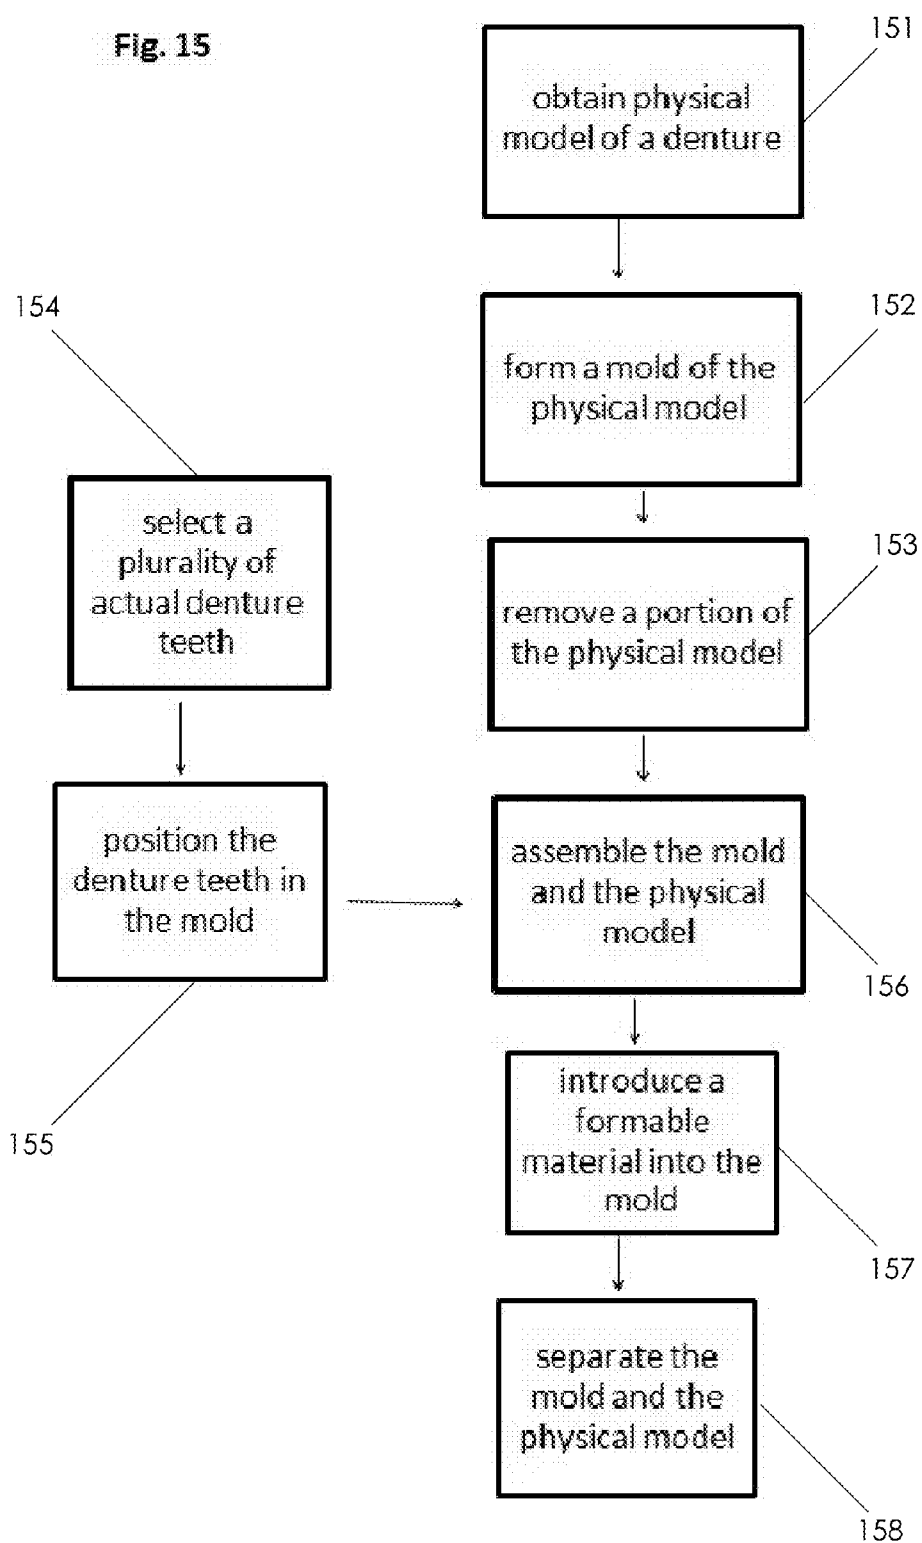 Fig. 15
151
obtain physical
model of a denture
152
form a mold of the
physical model
153
remove a portion of
the physical model
154
select a
plurality of
actual denture
teeth
155
position the
denture teeth in
the mold
156
assemble the mold
and the physical
model
157
introduce a
formable
material into the
mold
158
separate the
mold and the
physical model